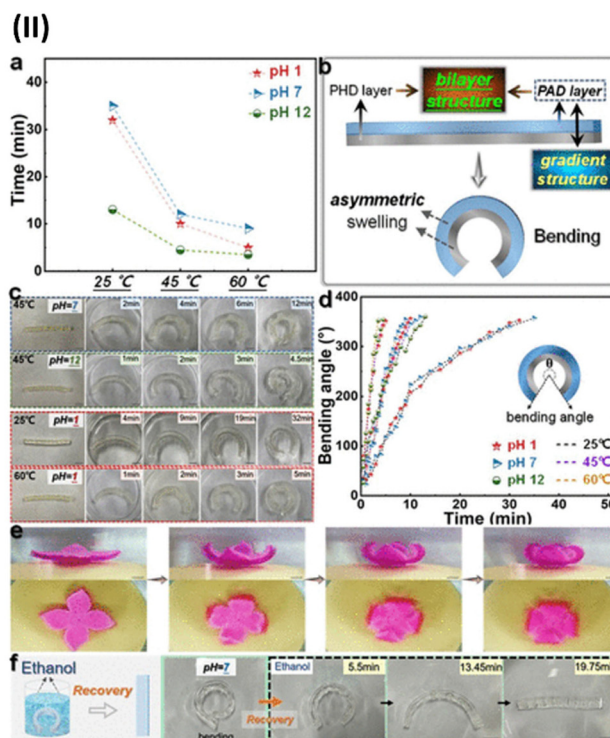 (II)
a
Time (min)
40
30
20
10
0
pH 1
pH 7
pH 12
25 °C
45 °C
60 °C
b
PHD layer
bilayer
structure
PAD layer
gradient
structure
asymmetric
swelling
Bending
c
45℃ pH=7 2min 4min 6min 12min
45℃ pH=12 1min 2min 3min 4.5min
25℃ pH=1 4min 9min 19min 32min
60℃ pH=1 1min 2min 3min 5min
d
Bending angle (°)
400
300
200
100
0
θ
bending angle
pH 1 25℃
pH 7 45℃
pH 12 60℃
0 10 20 30 40 50
Time (min)
e
f
Ethanol
Recovery
pH=7
bending
Recovery
Ethanol 5.5min
13.45min
19.75min